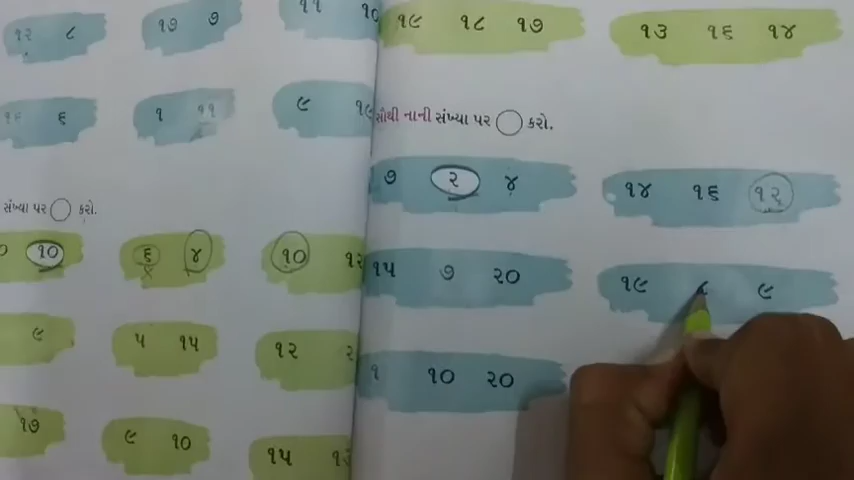 ૧૨ ૮
૧૭ ૭
૧૧ ૧૦
૧૬ ૬
૧ ૧૧
૯
સંખ્યા પર ◯ કરો.
૧૦
૬ ૪
૧૦ ૧૨
૯
૫ ૧૫
૧૨
૧૭
૯ ૧૦
૧૫
૧૯ ૧૮ ૧૭
૧૩ ૧૬ ૧૪
સૌથી નાની સંખ્યા પર ◯ કરો.
૭ ૨ ૪
૧૪ ૧૬ ૧૨
૧૫ ૭ ૨૦
૧૯ ૯
૧ ૧૦ ૨૦